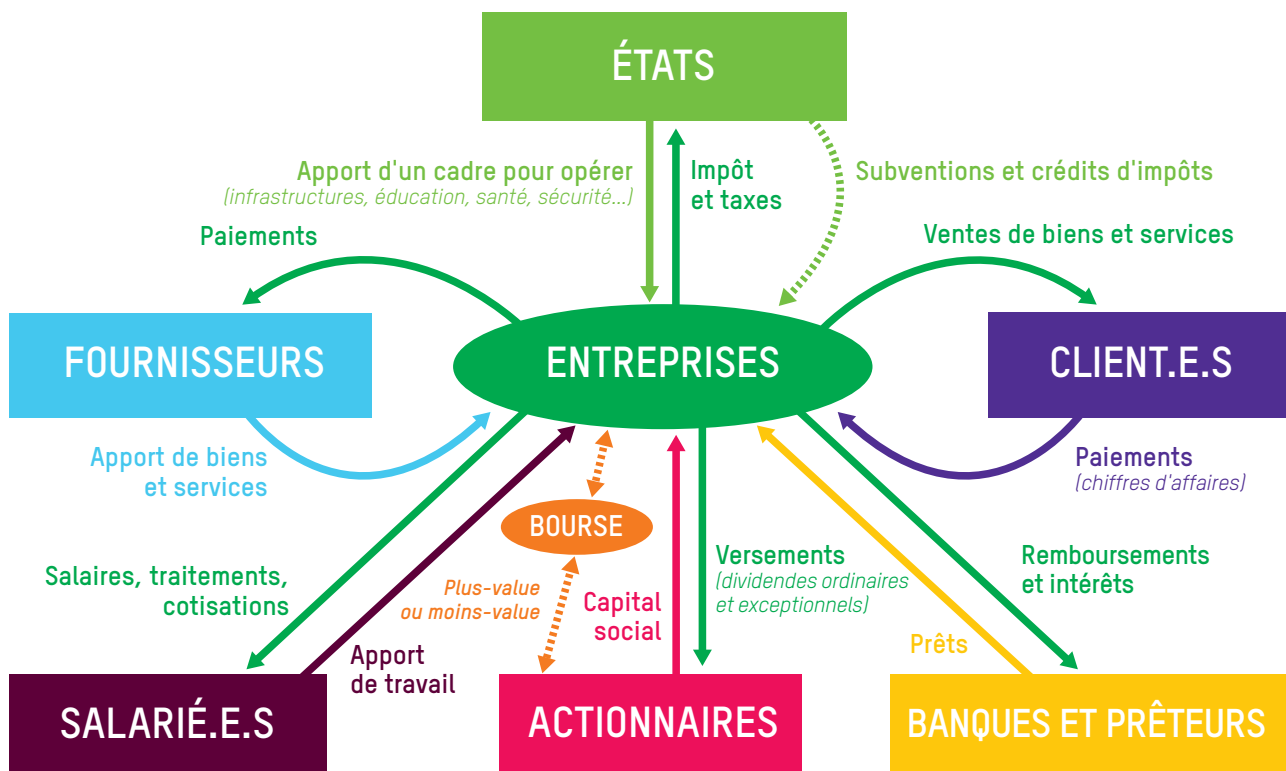 ÉTATS
Apport d'un cadre pour opérer
(infrastructures, éducation, santé, sécurité...)
Impôt
et taxes
Subventions et crédits d'impôts
Paiements
Ventes de biens et services
FOURNISSEURS
ENTREPRISES
CLIENT.E.S
Apport de biens
et services
Paiements
(chiffres d'affaires)
BOURSE
Salaires, traitements,
cotisations
Plus-value
ou moins-value
Capital
social
Versements
(dividendes ordinaires
et exceptionnels)
Remboursements
et intérêts
Apport
de travail
Prêts
SALARIÉ.E.S
ACTIONNAIRES
BANQUES ET PRÊTEURS